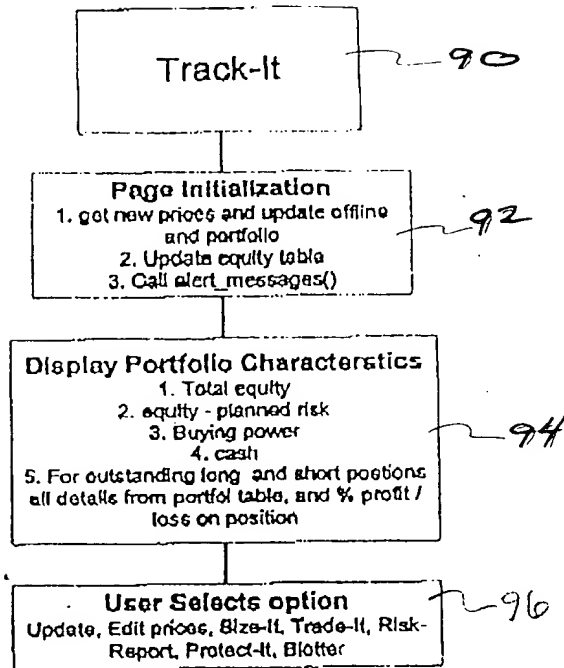 Track-It
90
Page Initialization
1. get new prices and update offline
and portfolio
2. Update equity table
3. Call alert_messages()
92
Display Portfolio Characterstics
1. Total equity
2. equity - planned risk
3. Buying power
4. cash
5. For outstanding long and short postions
all details from portfol table, and % profit /
loss on position
94
User Selects option
Update, Edit prices, Size-It, Trade-It, Risk-
Report, Protect-It, Blotter
96